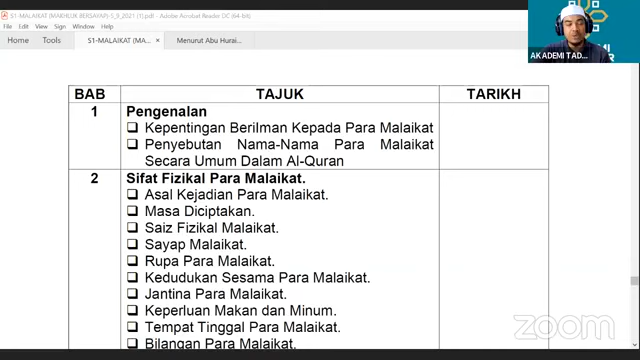 S1-MALAIKAT (MAKHLUK BERSAYAP) 5_9_2021 (1).pdf - Adobe Acrobat Reader DC (64-bit)
File Edit View Sign Window Help
Home Tools S1-MALAIKAT (MA... × Menurut Abu Hurai...
AKADEMI TAD...
BAB TAJUK TARIKH
1 Pengenalan
❑ Kepentingan Berilman Kepada Para Malaikat
❑ Penyebutan Nama-Nama Para Malaikat
Secara Umum Dalam Al-Quran
2 Sifat Fizikal Para Malaikat.
❑ Asal Kejadian Para Malaikat.
❑ Masa Diciptakan.
❑ Saiz Fizikal Malaikat.
❑ Sayap Malaikat.
❑ Rupa Para Malaikat.
❑ Kedudukan Sesama Para Malaikat.
❑ Jantina Para Malaikat.
❑ Keperluan Makan dan Minum.
❑ Tempat Tinggal Para Malaikat.
❑ Bilangan Para Malaikat.
zoom